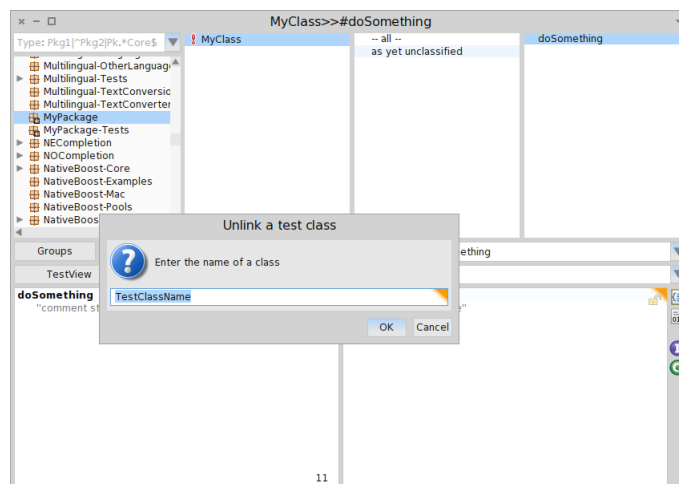 MyClass>>#doSomething
Type: Pkg1|^Pkg2|Pk.*Core$
Multilingual-OtherLanguag
Multilingual-Tests
Multilingual-TextConversio
Multilingual-TextConverter
MyPackage
MyPackage-Tests
NECompletion
NOCompletion
NativeBoost-Core
NativeBoost-Examples
NativeBoost-Mac
NativeBoost-Pools
NativeBoos
MyClass
-- all --
as yet unclassified
doSomething
Unlink a test class
Enter the name of a class
TestClassName
OK Cancel
Groups
ething
TestView
doSomething
"comment st
e"
11